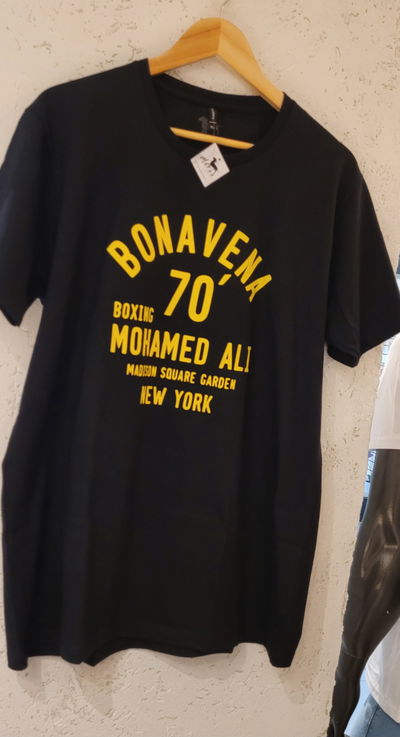 BONAVENA
70'
BOXING
MOHAMED ALI
MADISON SQUARE GARDEN
NEW YORK